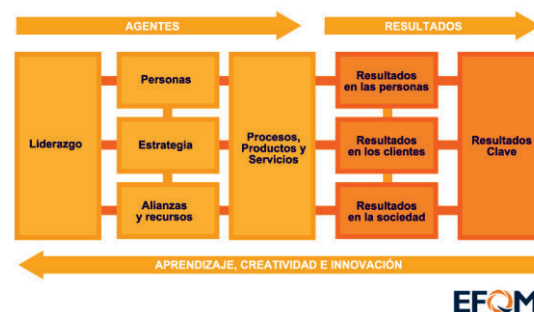 AGENTES
RESULTADOS
Liderazgo
Personas
Estrategia
Alianzas
y recursos
Procesos,
Productos y
Servicios
Resultados
en las personas
Resultados
en los clientes
Resultados
en la sociedad
Resultados
Clave
APRENDIZAJE, CREATIVIDAD E INNOVACIÓN
EFQM